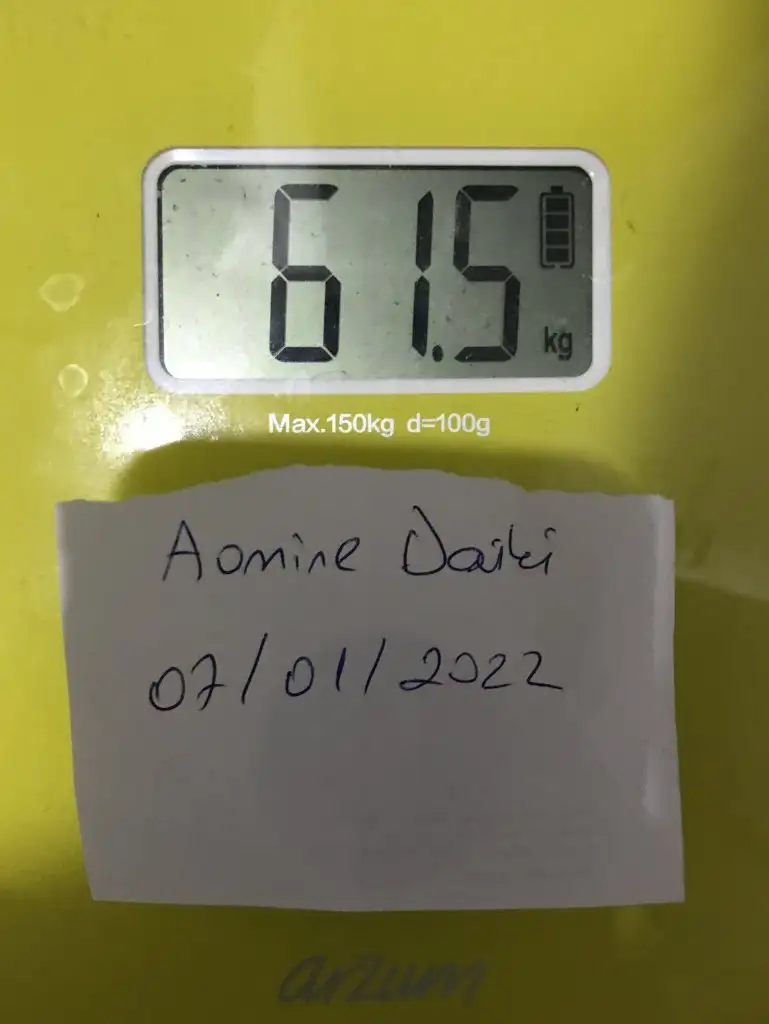 61.5 kg
Max.150kg d=100g
Aomine Daiki
07/01/2022
arzum